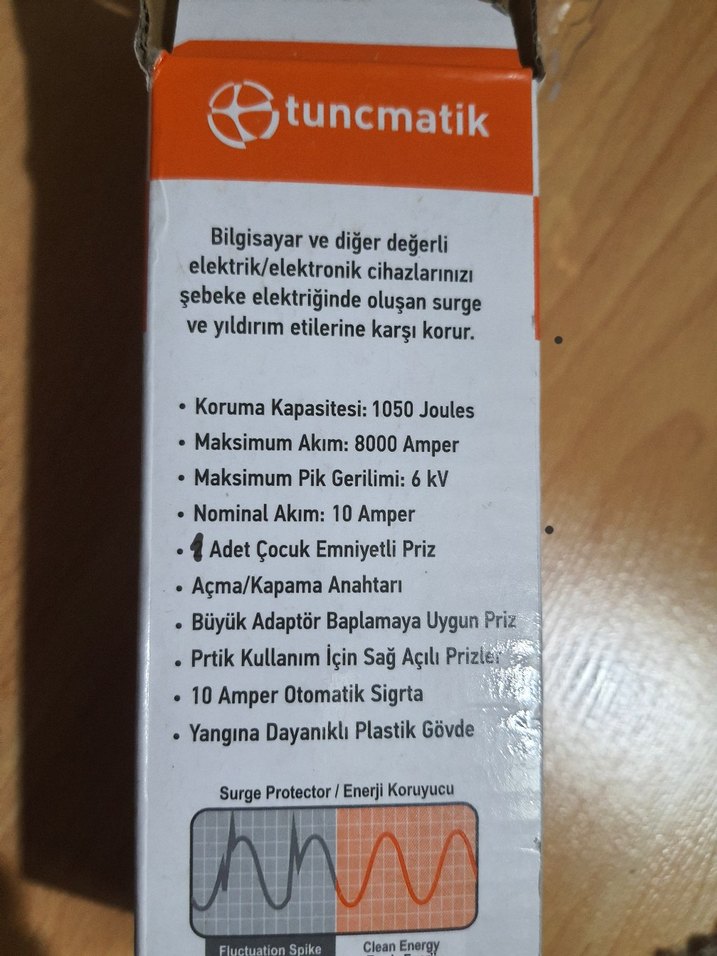 tuncmatik
Bilgisayar ve diğer değerli
elektrik/elektronik cihazlarınızı
şebeke elektriğinde oluşan surge
ve yıldırım etilerine karşı korur.
• Koruma Kapasitesi: 1050 Joules
• Maksimum Akım: 8000 Amper
• Maksimum Pik Gerilimi: 6 kV
• Nominal Akım: 10 Amper
• 1 Adet Çocuk Emniyetli Priz
• Açma/Kapama Anahtarı
• Büyük Adaptör Baplamaya Uygun Priz
• Prtik Kullanım İçin Sağ Açılı Prizler
• 10 Amper Otomatik Sigrta
• Yangına Dayanıklı Plastik Gövde
Surge Protector / Enerji Koruyucu
Fluctuation Spike
Clean Energy